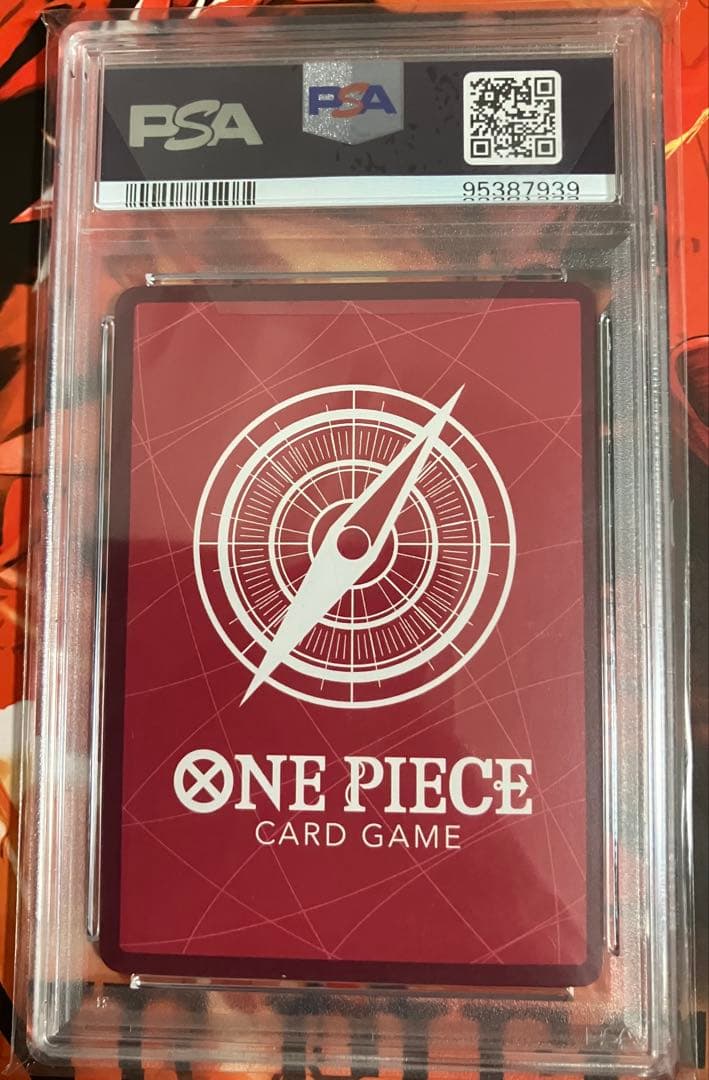 PSA
PSA
95387939
ONE PIECE
CARD GAME